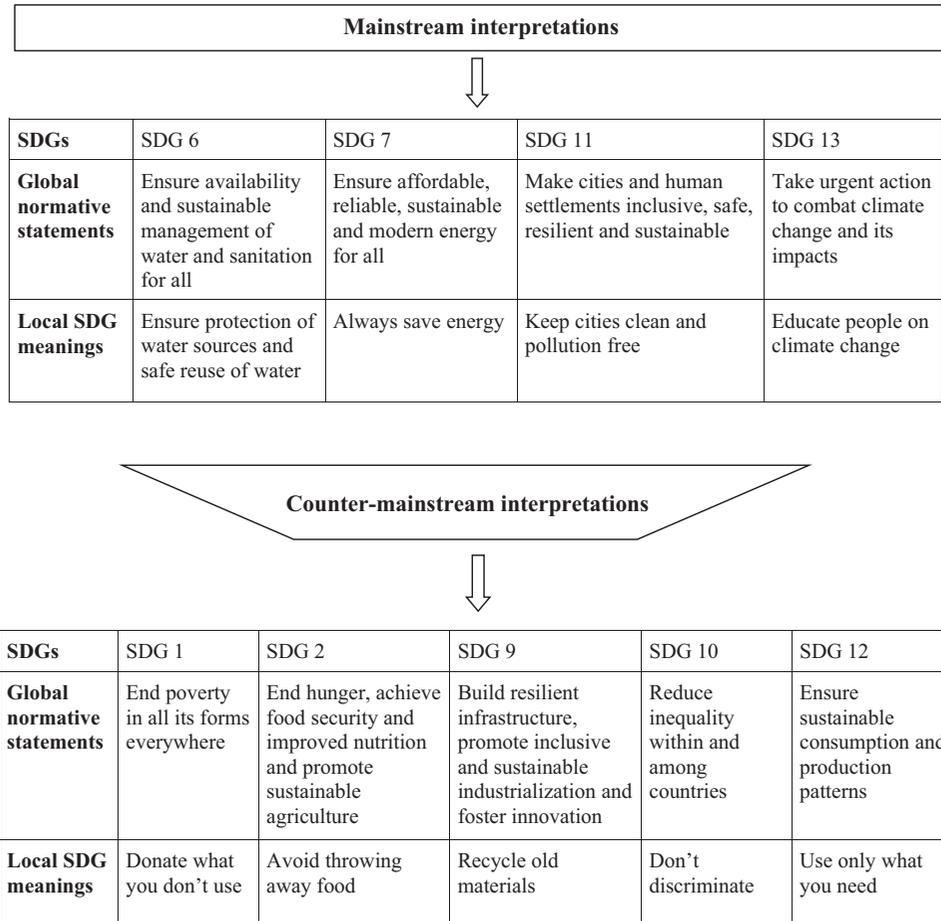 Mainstream interpretations
SDGs
SDG 6
SDG 7
SDG 11
SDG 13
Global
normative
statements
Ensure availability
and sustainable
management of
water and sanitation
for all
Ensure affordable,
reliable, sustainable
and modern energy
for all
Make cities and human
settlements inclusive, safe,
resilient and sustainable
Take urgent action
to combat climate
change and its
impacts
Local SDG
meanings
Ensure protection of
water sources and
safe reuse of water
Always save energy
Keep cities clean and
pollution free
Educate people on
climate change
Counter-mainstream interpretations
SDGs
SDG 1
SDG 2
SDG 9
SDG 10
SDG 12
Global
normative
statements
End poverty
in all its forms
everywhere
End hunger, achieve
food security and
improved nutrition
and promote
sustainable
agriculture
Build resilient
infrastructure,
promote inclusive
and sustainable
industrialization and
foster innovation
Reduce
inequality
within and
among
countries
Ensure
sustainable
consumption and
production
patterns
Local SDG
meanings
Donate what
you don’t use
Avoid throwing
away food
Recycle old
materials
Don’t
discriminate
Use only what
you need